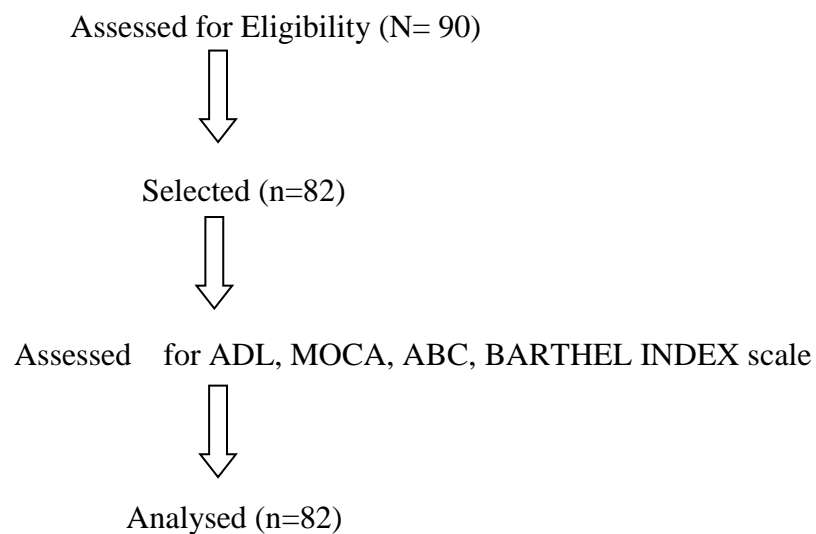 Assessed for Eligibility (N= 90)
Selected (n=82)
Assessed for ADL, MOCA, ABC, BARTHEL INDEX scale
Analysed (n=82)